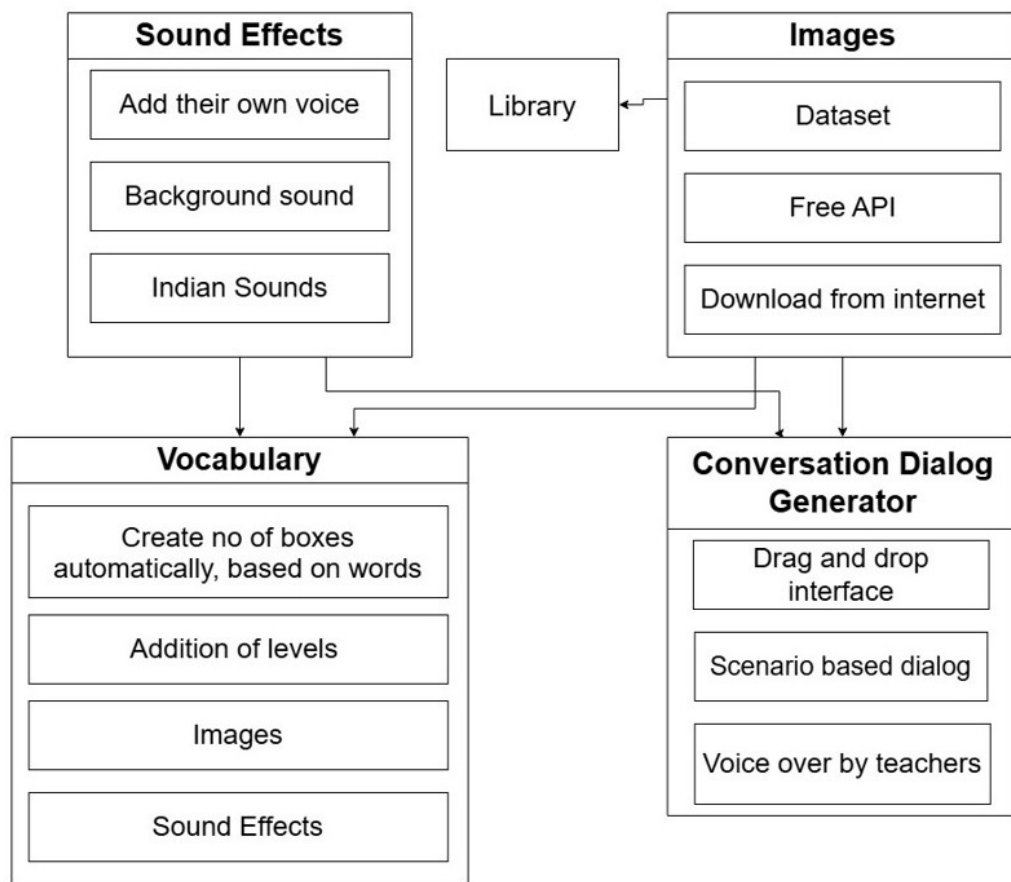 Sound Effects
Add their own voice
Background sound
Indian Sounds
Library
Images
Dataset
Free API
Download from internet
Vocabulary
Create no of boxes
automatically, based on words
Addition of levels
Images
Sound Effects
Conversation Dialog
Generator
Drag and drop
interface
Scenario based dialog
Voice over by teachers